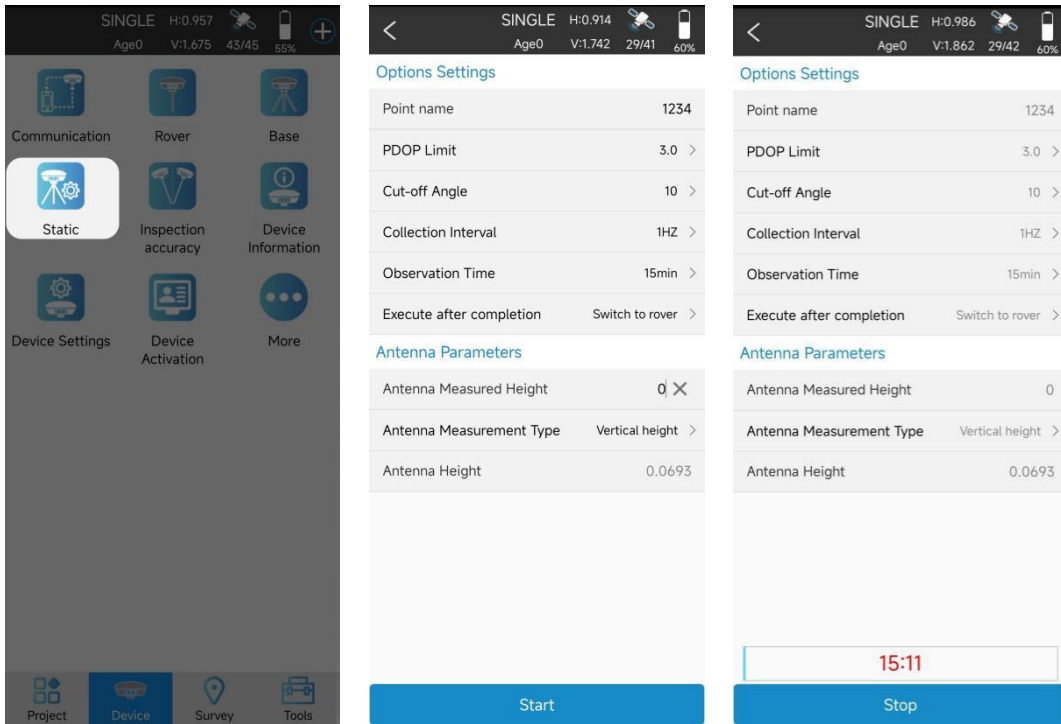 SINGLE H:0.957
Age0 V:1.675 43/45 55%
Communication
Rover
Base
Static
Inspection
accuracy
Device
Information
Device Settings
Device
Activation
More
Project
Device
Survey
Tools
SINGLE H:0.914
Age0 V:1.742 29/41 60%
Options Settings
Point name 1234
PDOP Limit 3.0 >
Cut-off Angle 10 >
Collection Interval 1HZ >
Observation Time 15min >
Execute after completion Switch to rover >
Antenna Parameters
Antenna Measured Height 0
Antenna Measurement Type Vertical height >
Antenna Height 0.0693
Start
SINGLE H:0.986
Age0 V:1.862 29/42 60%
Options Settings
Point name 1234
PDOP Limit 3.0 >
Cut-off Angle 10 >
Collection Interval 1HZ >
Observation Time 15min >
Execute after completion Switch to rover >
Antenna Parameters
Antenna Measured Height 0
Antenna Measurement Type Vertical height >
Antenna Height 0.0693
15:11
Stop